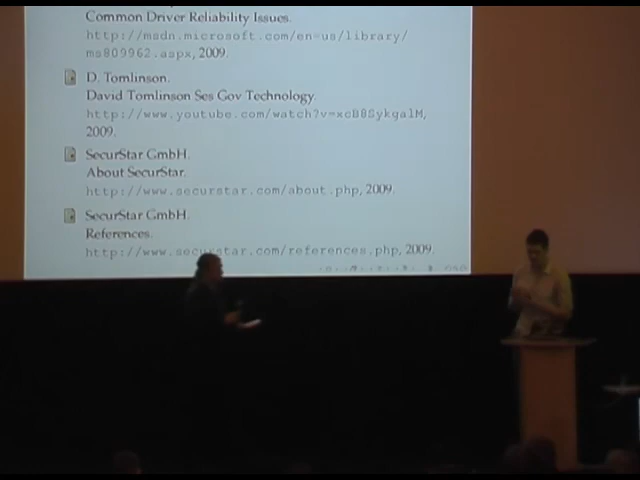 Common Driver Reliability Issues.
http://msdn.microsoft.com/en-us/library/
ms809962.aspx, 2009.
D. Tomlinson.
David Tomlinson Ses Gov Technology.
http://www.youtube.com/watch?v=xcB8SykgalM,
2009.
SecurStar GmbH.
About SecurStar.
http://www.securstar.com/about.php, 2009.
SecurStar GmbH.
References.
http://www.securstar.com/references.php, 2009.